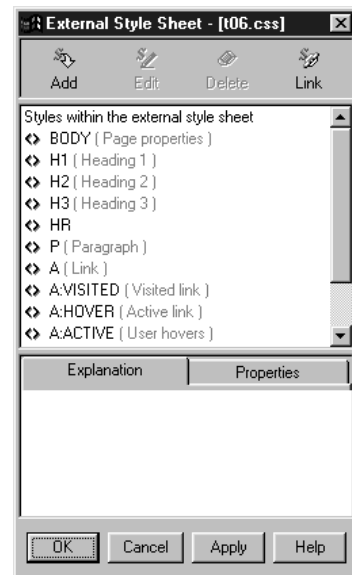 External Style Sheet - [t06.css]
Add Edit Delete Link
Styles within the external style sheet
BODY ( Page properties )
H1 ( Heading 1 )
H2 ( Heading 2 )
H3 ( Heading 3 )
HR
P ( Paragraph )
A ( Link )
A:VISITED ( Visited link )
A:HOVER ( Active link )
A:ACTIVE ( User hovers )
Explanation Properties
OK Cancel Apply Help